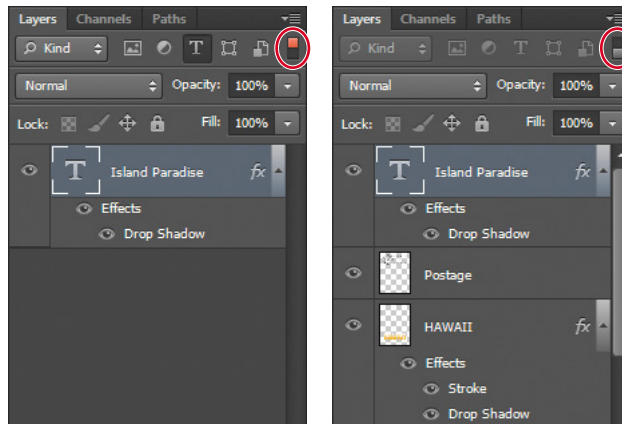 Layers Channels Paths
Kind T
Normal Opacity: 100%
Lock: Fill: 100%
T Island Paradise fx
Effects
Drop Shadow
Layers Channels Paths
Kind T
Normal Opacity: 100%
Lock: Fill: 100%
T Island Paradise fx
Effects
Drop Shadow
Postage
HAWAII fx
Effects
Stroke
Drop Shadow